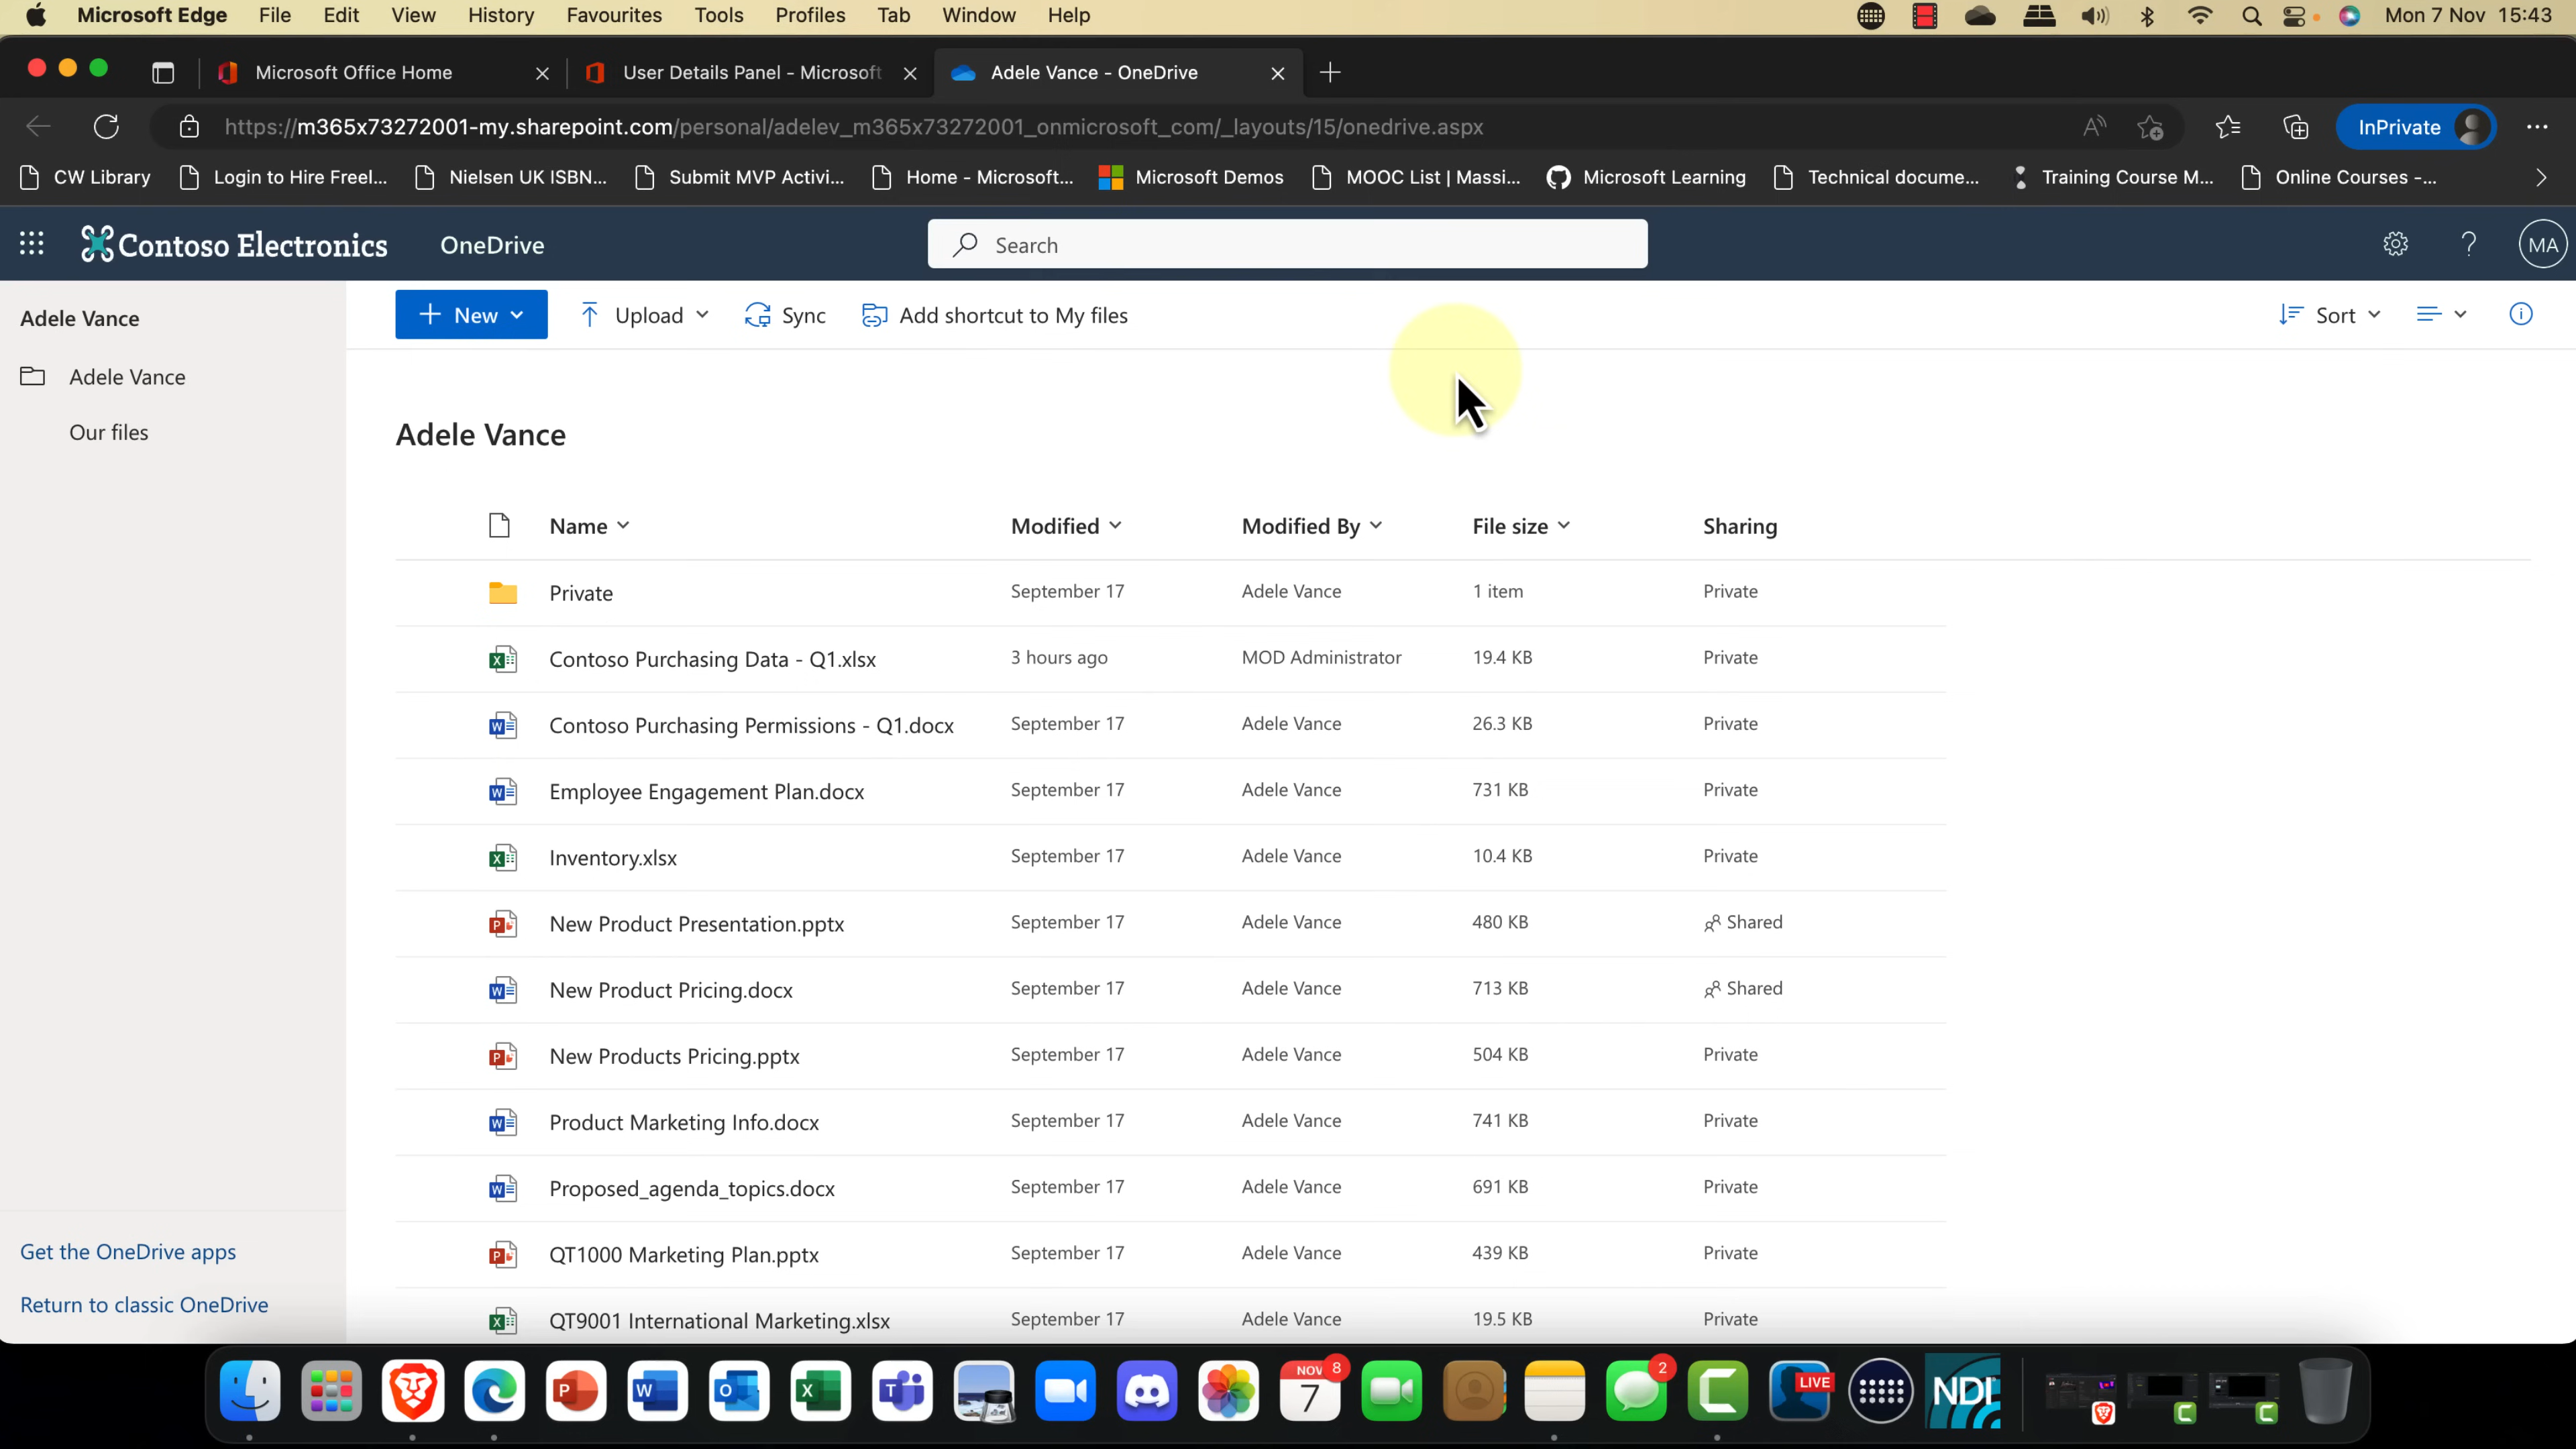 Microsoft Edge File Edit View History Favourites Tools Profiles Tab Window Help Mon 7 Nov 15:43
Microsoft Office Home User Details Panel - Microsoft Adele Vance - OneDrive
https://m365x73272001-my.sharepoint.com/personal/adelev_m365x73272001_onmicrosoft_com/_layouts/15/onedrive.aspx InPrivate
CW Library Login to Hire Freel... Nielsen UK ISBN... Submit MVP Activi... Home - Microsoft... Microsoft Demos MOOC List | Massi... Microsoft Learning Technical docume... Training Course M... Online Courses -...
Contoso Electronics OneDrive Search MA
Adele Vance
Adele Vance
Our files
Get the OneDrive apps
Return to classic OneDrive
New Upload Sync Add shortcut to My files Sort
Adele Vance
Name Modified Modified By File size Sharing
Private September 17 Adele Vance 1 item Private
Contoso Purchasing Data - Q1.xlsx 3 hours ago MOD Administrator 19.4 KB Private
Contoso Purchasing Permissions - Q1.docx September 17 Adele Vance 26.3 KB Private
Employee Engagement Plan.docx September 17 Adele Vance 731 KB Private
Inventory.xlsx September 17 Adele Vance 10.4 KB Private
New Product Presentation.pptx September 17 Adele Vance 480 KB Shared
New Product Pricing.docx September 17 Adele Vance 713 KB Shared
New Products Pricing.pptx September 17 Adele Vance 504 KB Private
Product Marketing Info.docx September 17 Adele Vance 741 KB Private
Proposed_agenda_topics.docx September 17 Adele Vance 691 KB Private
QT1000 Marketing Plan.pptx September 17 Adele Vance 439 KB Private
QT9001 International Marketing.xlsx September 17 Adele Vance 19.5 KB Private
NOV 7 8 2 LIVE NDI